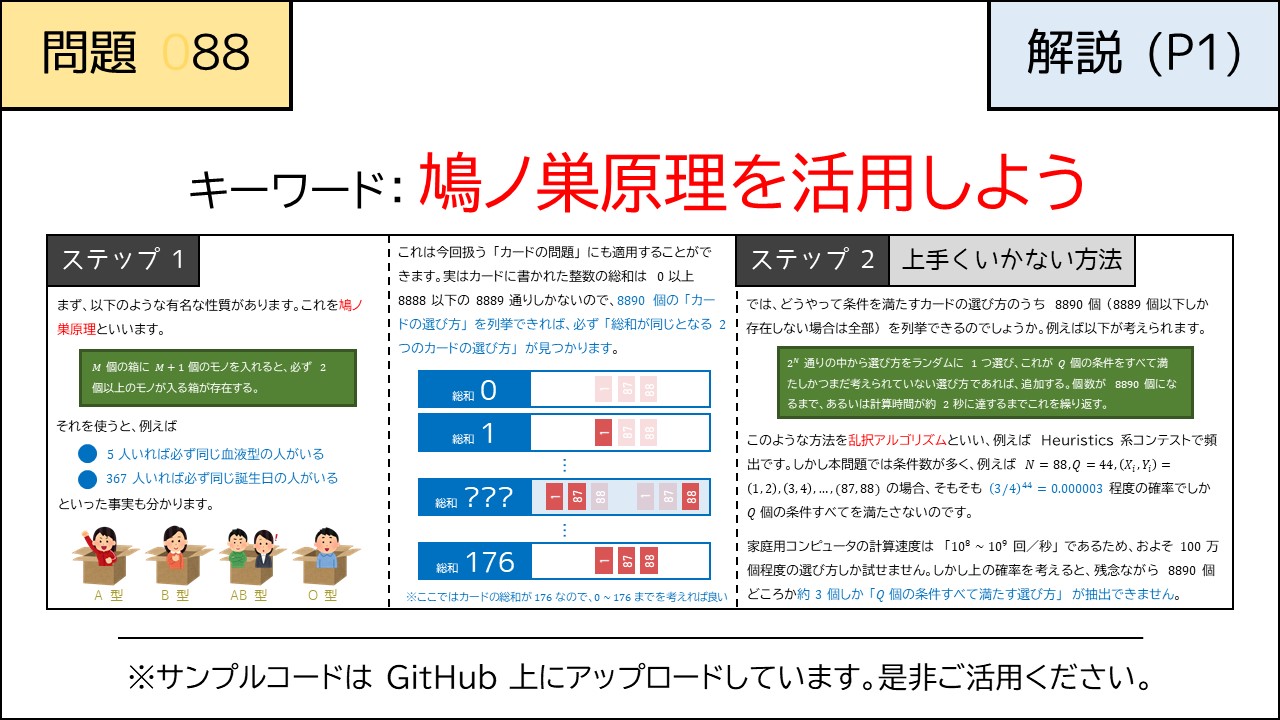 問題 088
解説 (P1)
キーワード: 鳩ノ巣原理を活用しよう
ステップ 1
まず、以下のような有名な性質があります。これを鳩ノ
巣原理といいます。
M 個の箱に M + 1 個のモノを入れると、必ず 2
個以上のモノが入る箱が存在する。
それを使うと、例えば
5 人いれば必ず同じ血液型の人がいる
367 人いれば必ず同じ誕生日の人がいる
といった事実も分かります。
A 型 B 型 AB 型 O 型
これは今回扱う「カードの問題」にも適用することがで
きます。実はカードに書かれた整数の総和は 0 以上
8888 以下の 8889 通りしかないので、8890 個の「カー
ドの選び方」を列挙できれば、必ず「総和が同じとなる 2
つのカードの選び方」が見つかります。
総和 0 1 87 88
総和 1 1 87 88
⋮
総和 ??? 1 87 88 1 87 88
⋮
総和 176 1 87 88
※ここではカードの総和が 176 なので、0 ~ 176 までを考えれば良い
ステップ 2 上手くいかない方法
では、どうやって条件を満たすカードの選び方のうち 8890 個（8889 個以下しか
存在しない場合は全部）を列挙できるのでしょうか。例えば以下が考えられます。
2^N 通りの中から選び方をランダムに 1 つ選び、これが Q 個の条件をすべて満
たしかつまだ考えられていない選び方であれば、追加する。個数が 8890 個にな
るまで、あるいは計算時間が約 2 秒に達するまでこれを繰り返す。
このような方法を乱択アルゴリズムといい、例えば Heuristics 系コンテストで頻
出です。しかし本問題では条件数が多く、例えば N = 88, Q = 44, (X_i, Y_i) =
(1, 2), (3, 4), …, (87, 88) の場合、そもそも (3/4)^44 = 0.000003 程度の確率でしか
Q 個の条件すべてを満たさないのです。
家庭用コンピュータの計算速度は「10^8 ~ 10^9 回／秒」であるため、およそ 100 万
個程度の選び方しか試せません。しかし上の確率を考えると、残念ながら 8890 個
どころか約 3 個しか「Q 個の条件すべて満たす選び方」が抽出できません。
※サンプルコードは GitHub 上にアップロードしています。是非ご活用ください。